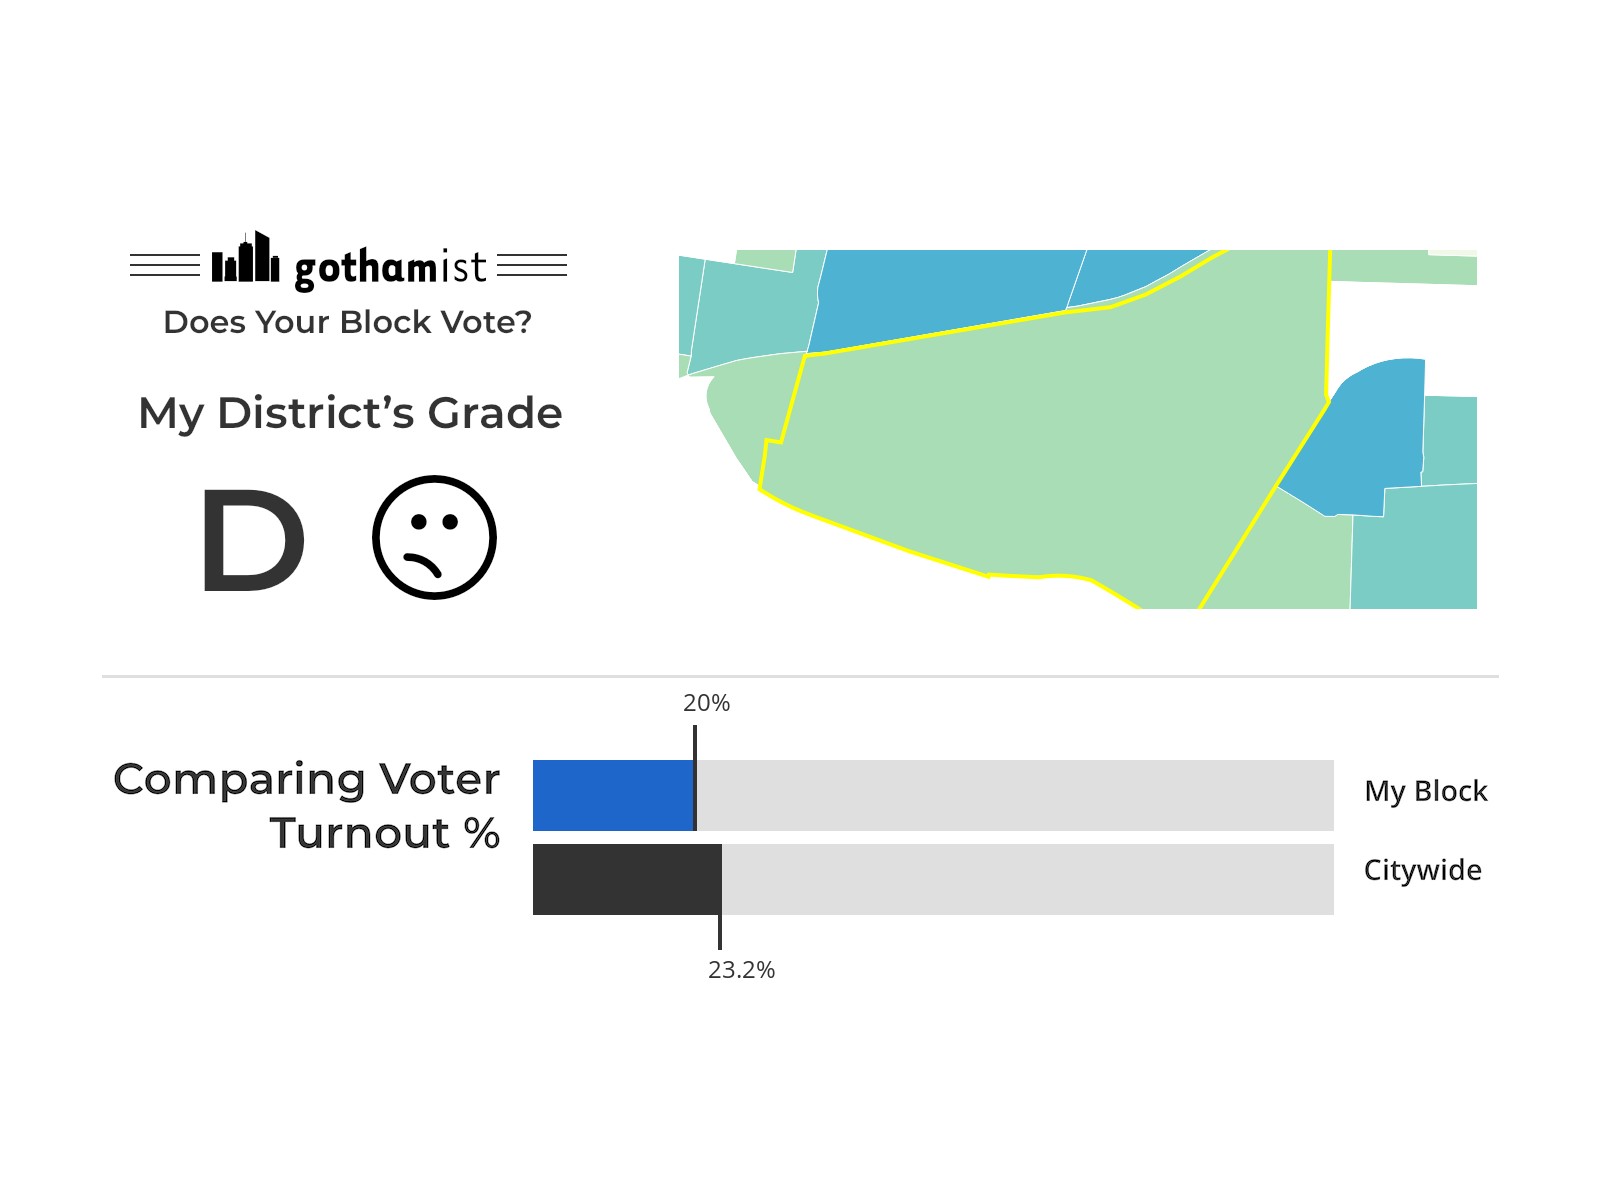 gothamist
Does Your Block Vote?
My District’s Grade
D
20%
Comparing Voter
Turnout %
My Block
Citywide
23.2%